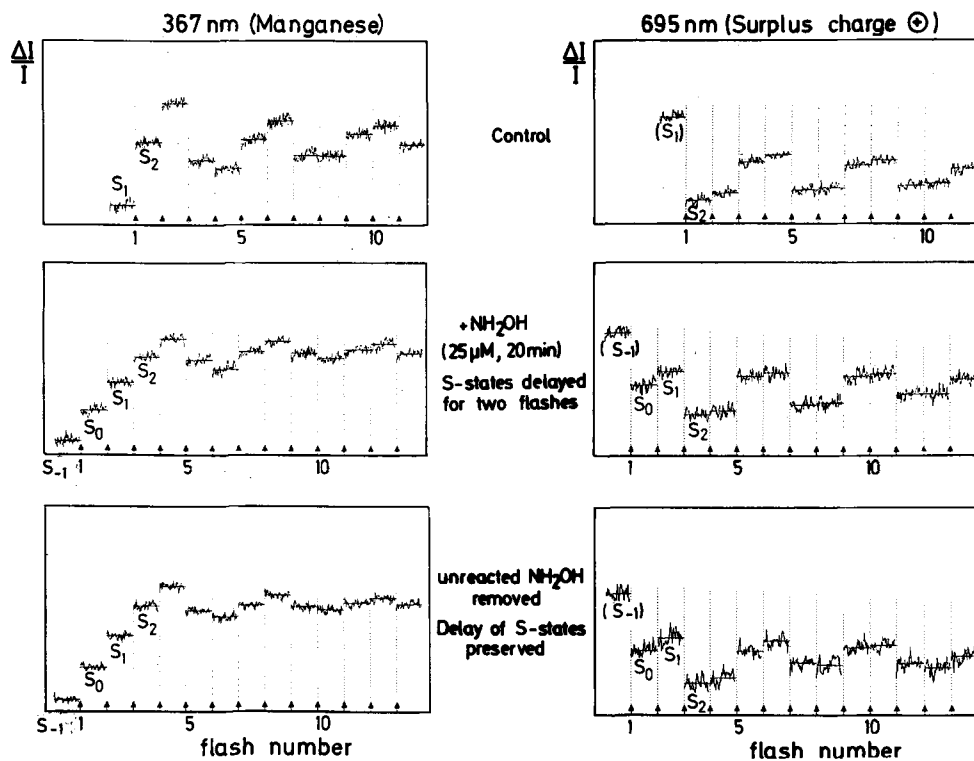 367 nm (Manganese)
695 nm (Surplus charge ⊕)
ΔI
I
S1
S2
1
5
10
Control
ΔI
I
(S1)
S2
1
5
10
S-1
S0
S1
S2
1
5
10
+NH2OH
(25 µM, 20min)
S-states delayed
for two flashes
(S-1)
S0
S1
S2
1
5
10
S-1
S0
S1
S2
1
5
10
flash number
unreacted NH2OH
removed
Delay of S-states
preserved
(S-1)
S0
S1
S2
1
5
10
flash number